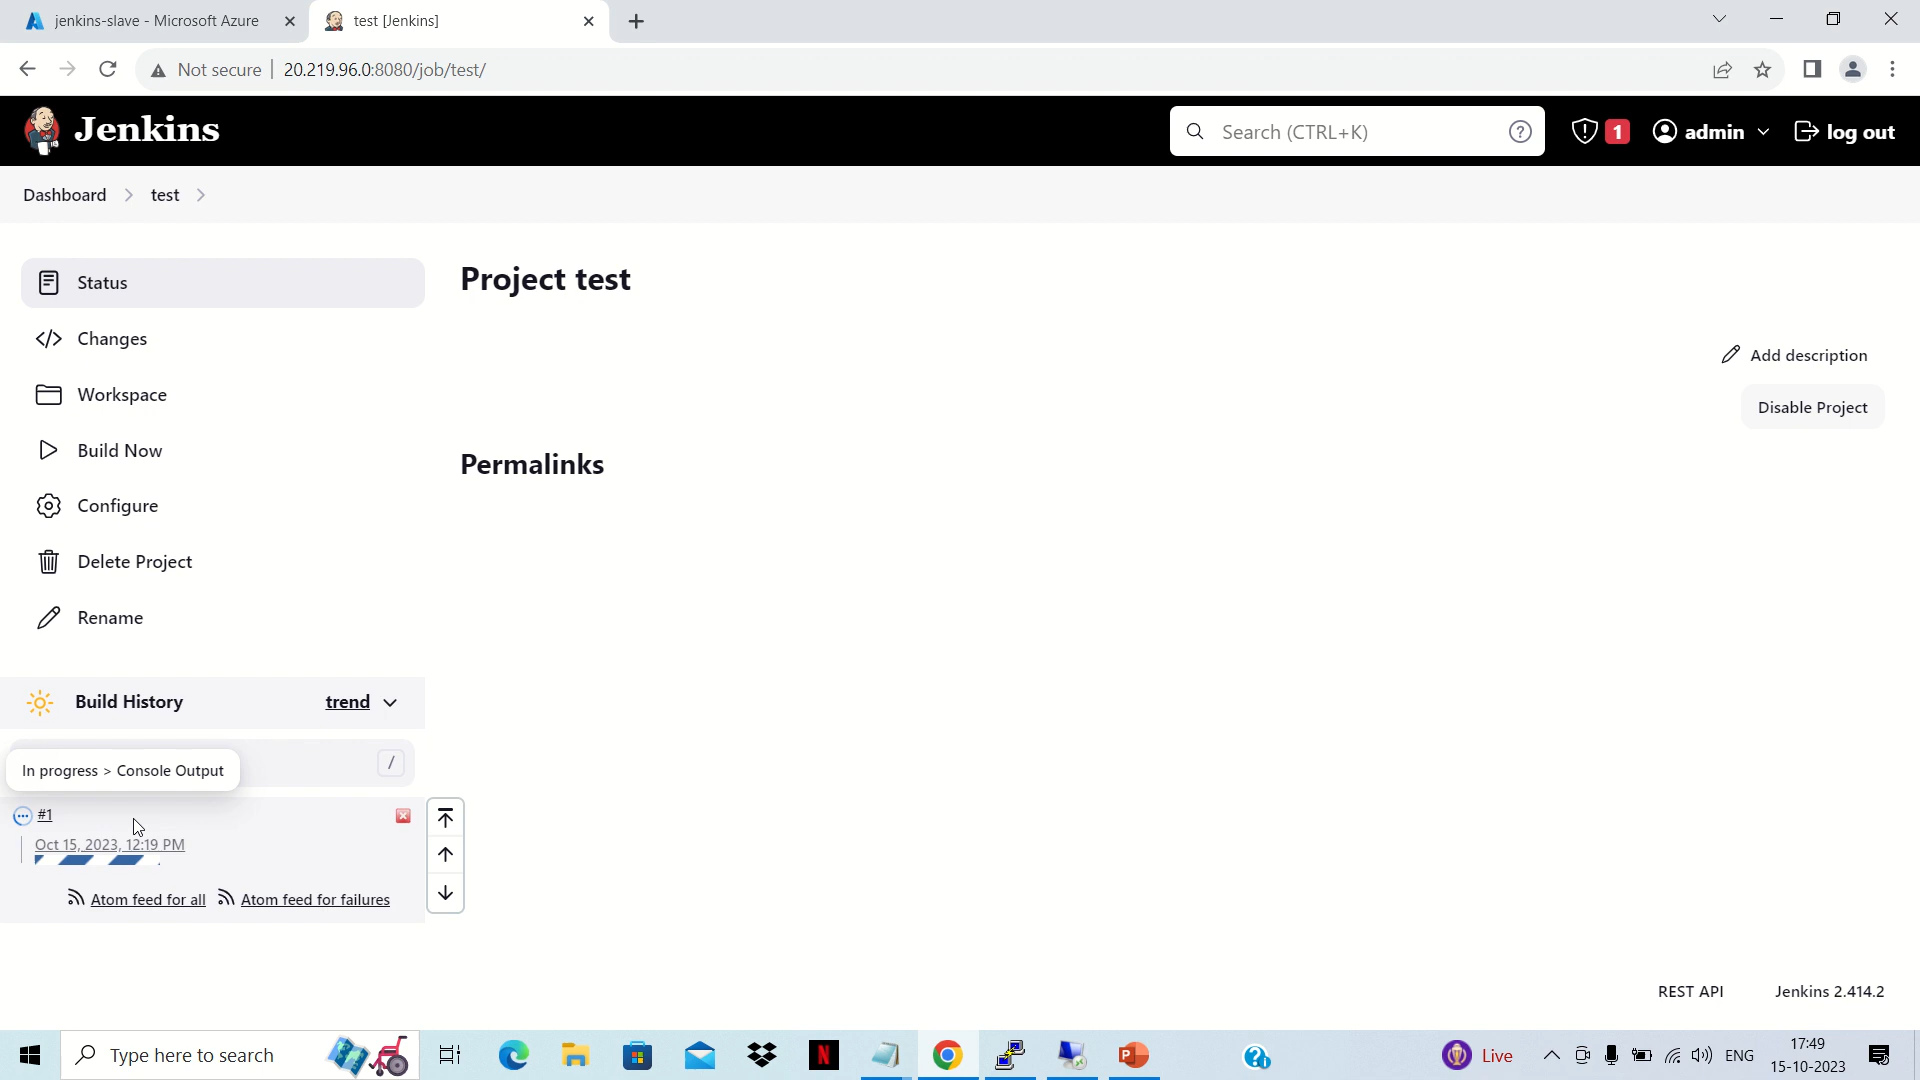 jenkins-slave - Microsoft Azure
test [Jenkins]
Not secure
20.219.96.0:8080/job/test/
Jenkins
Search (CTRL+K)
?
1
admin
log out
Dashboard
test
Status
Project test
Changes
Add description
Workspace
Disable Project
Build Now
Permalinks
Configure
Delete Project
Rename
Build History
trend
/
In progress > Console Output
#1
Oct 15, 2023, 12:19 PM
Atom feed for all
Atom feed for failures
REST API
Jenkins 2.414.2
Type here to search
Live
ENG
17:49
15-10-2023